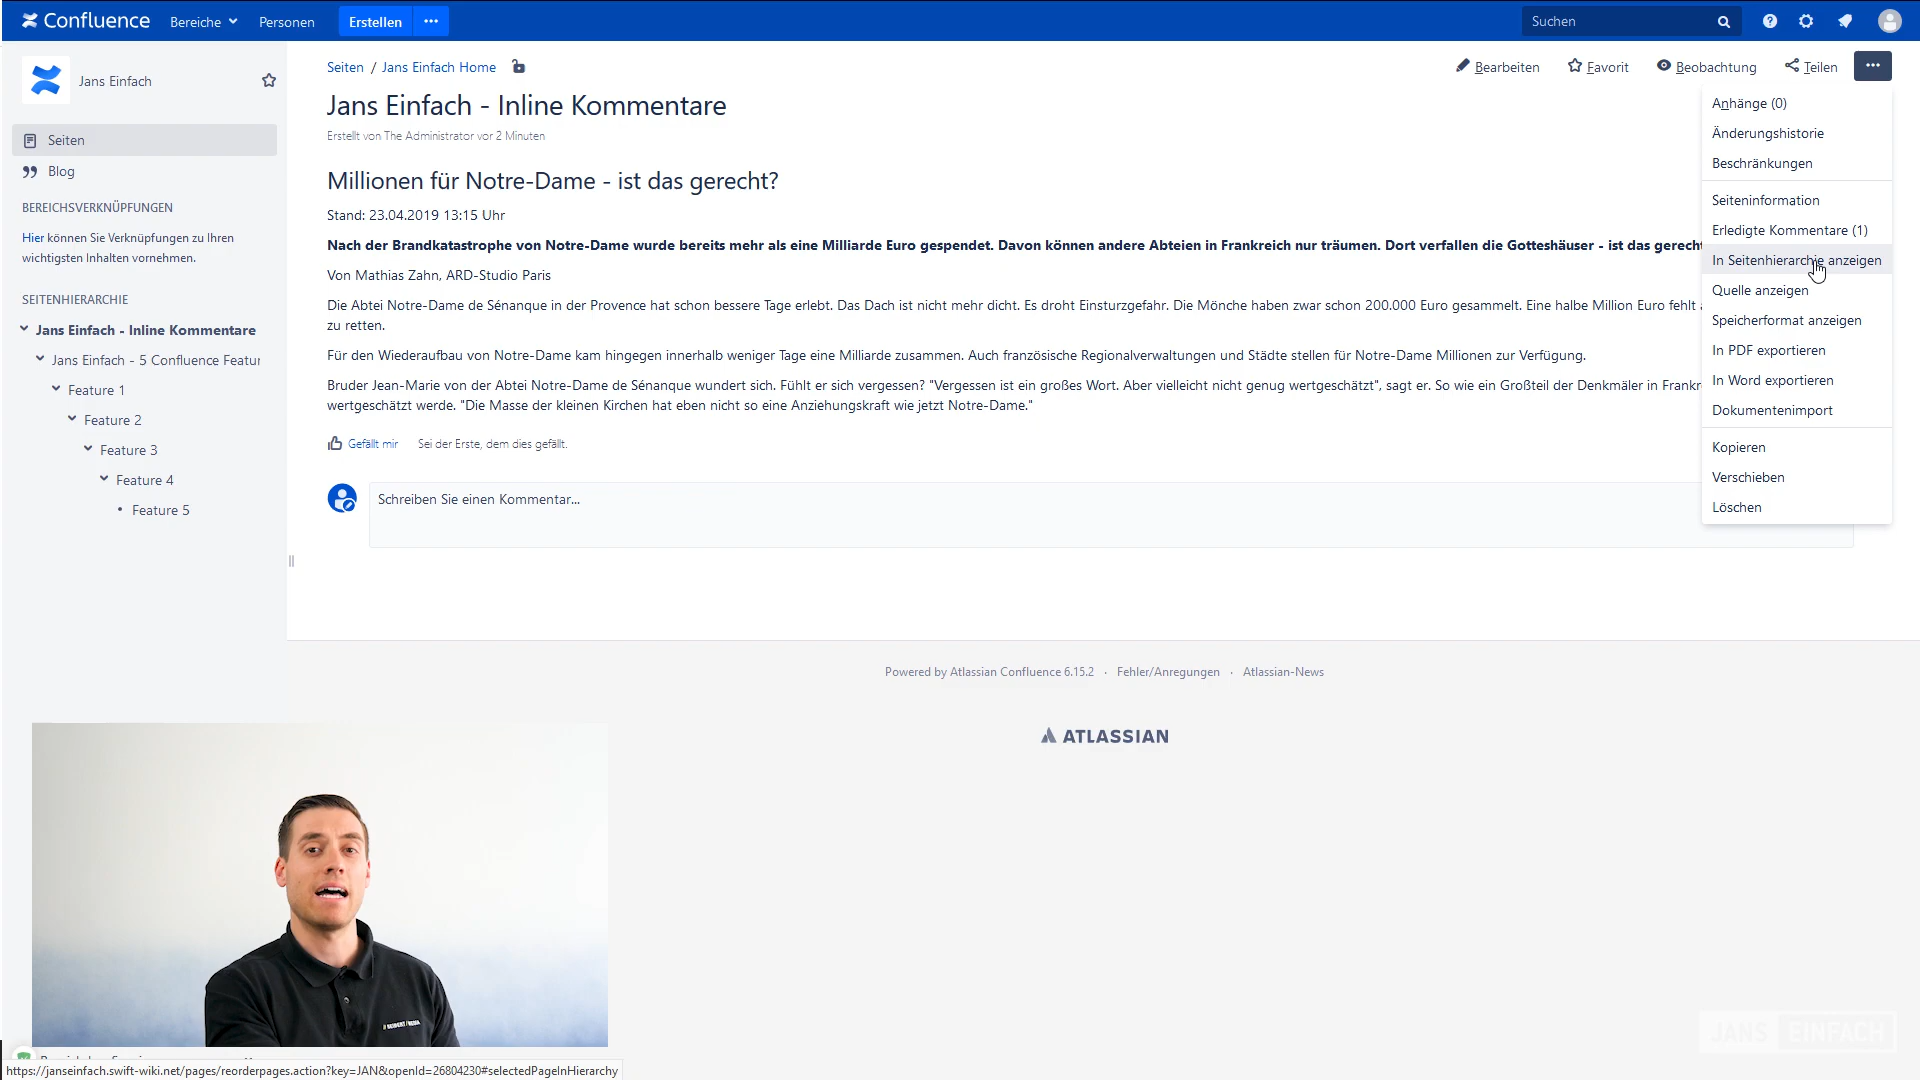 Confluence Bereiche Personen Erstellen ··· Suchen
Jans Einfach
Seiten
Blog
BEREICHSVERKNÜPFUNGEN
Hier können Sie Verknüpfungen zu Ihren
wichtigsten Inhalten vornehmen.
SEITENHIERARCHIE
Jans Einfach - Inline Kommentare
Jans Einfach - 5 Confluence Featur
Feature 1
Feature 2
Feature 3
Feature 4
• Feature 5
Seiten / Jans Einfach Home
Bearbeiten Favorit Beobachtung Teilen ···
Jans Einfach - Inline Kommentare
Erstellt von The Administrator vor 2 Minuten
Millionen für Notre-Dame - ist das gerecht?
Stand: 23.04.2019 13:15 Uhr
Nach der Brandkatastrophe von Notre-Dame wurde bereits mehr als eine Milliarde Euro gespendet. Davon können andere Abteien in Frankreich nur träumen. Dort verfallen die Gotteshäuser - ist das gerecht
Von Mathias Zahn, ARD-Studio Paris
Die Abtei Notre-Dame de Sénanque in der Provence hat schon bessere Tage erlebt. Das Dach ist nicht mehr dicht. Es droht Einsturzgefahr. Die Mönche haben zwar schon 200.000 Euro gesammelt. Eine halbe Million Euro fehlt
zu retten.
Für den Wiederaufbau von Notre-Dame kam hingegen innerhalb weniger Tage eine Milliarde zusammen. Auch französische Regionalverwaltungen und Städte stellen für Notre-Dame Millionen zur Verfügung.
Bruder Jean-Marie von der Abtei Notre-Dame de Sénanque wundert sich. Fühlt er sich vergessen? "Vergessen ist ein großes Wort. Aber vielleicht nicht genug wertgeschätzt", sagt er. So wie ein Großteil der Denkmäler in Frankr
wertgeschätzt werde. "Die Masse der kleinen Kirchen hat eben nicht so eine Anziehungskraft wie jetzt Notre-Dame."
Gefällt mir Sei der Erste, dem dies gefällt.
Schreiben Sie einen Kommentar...
Anhänge (0)
Änderungshistorie
Beschränkungen
Seiteninformation
Erledigte Kommentare (1)
In Seitenhierarchie anzeigen
Quelle anzeigen
Speicherformat anzeigen
In PDF exportieren
In Word exportieren
Dokumentenimport
Kopieren
Verschieben
Löschen
Powered by Atlassian Confluence 6.15.2 · Fehler/Anregungen · Atlassian-News
ATLASSIAN
JANS EINFACH
https://janseinfach.swift-wiki.net/pages/reorderpages.action?key=JAN&openId=26804230#selectedPageInHierarchy